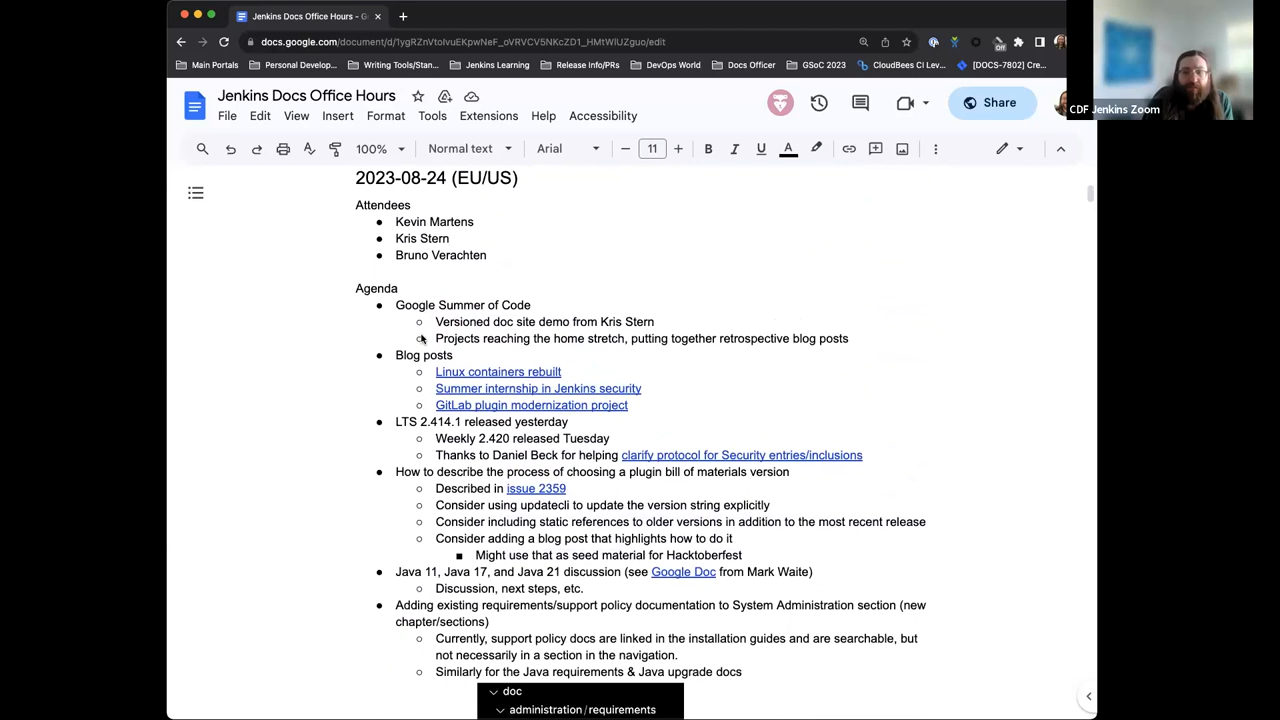 Jenkins Docs Office Hours - G
docs.google.com/document/d/1ygRZnVtoIvuEKpwNeF_oVRVCV5NKcZD1_HMtWlUZguo/edit
Off
Main Portals
Personal Develop...
Writing Tools/Stan...
Jenkins Learning
Release Info/PRs
DevOps World
Docs Officer
GSoC 2023
CloudBees CI Lev...
[DOCS-7802] Cre...
CDF Jenkins Zoom
Jenkins Docs Office Hours
Share
File Edit View Insert Format Tools Extensions Help Accessibility
100% Normal text Arial − 11 + B I U A
2023-08-24 (EU/US)
Attendees
● Kevin Martens
● Kris Stern
● Bruno Verachten
Agenda
● Google Summer of Code
○ Versioned doc site demo from Kris Stern
○ Projects reaching the home stretch, putting together retrospective blog posts
● Blog posts
○ Linux containers rebuilt
○ Summer internship in Jenkins security
○ GitLab plugin modernization project
● LTS 2.414.1 released yesterday
○ Weekly 2.420 released Tuesday
○ Thanks to Daniel Beck for helping clarify protocol for Security entries/inclusions
● How to describe the process of choosing a plugin bill of materials version
○ Described in issue 2359
○ Consider using updatecli to update the version string explicitly
○ Consider including static references to older versions in addition to the most recent release
○ Consider adding a blog post that highlights how to do it
■ Might use that as seed material for Hacktoberfest
● Java 11, Java 17, and Java 21 discussion (see Google Doc from Mark Waite)
○ Discussion, next steps, etc.
● Adding existing requirements/support policy documentation to System Administration section (new
chapter/sections)
○ Currently, support policy docs are linked in the installation guides and are searchable, but
not necessarily in a section in the navigation.
○ Similarly for the Java requirements & Java upgrade docs
doc
administration/requirements